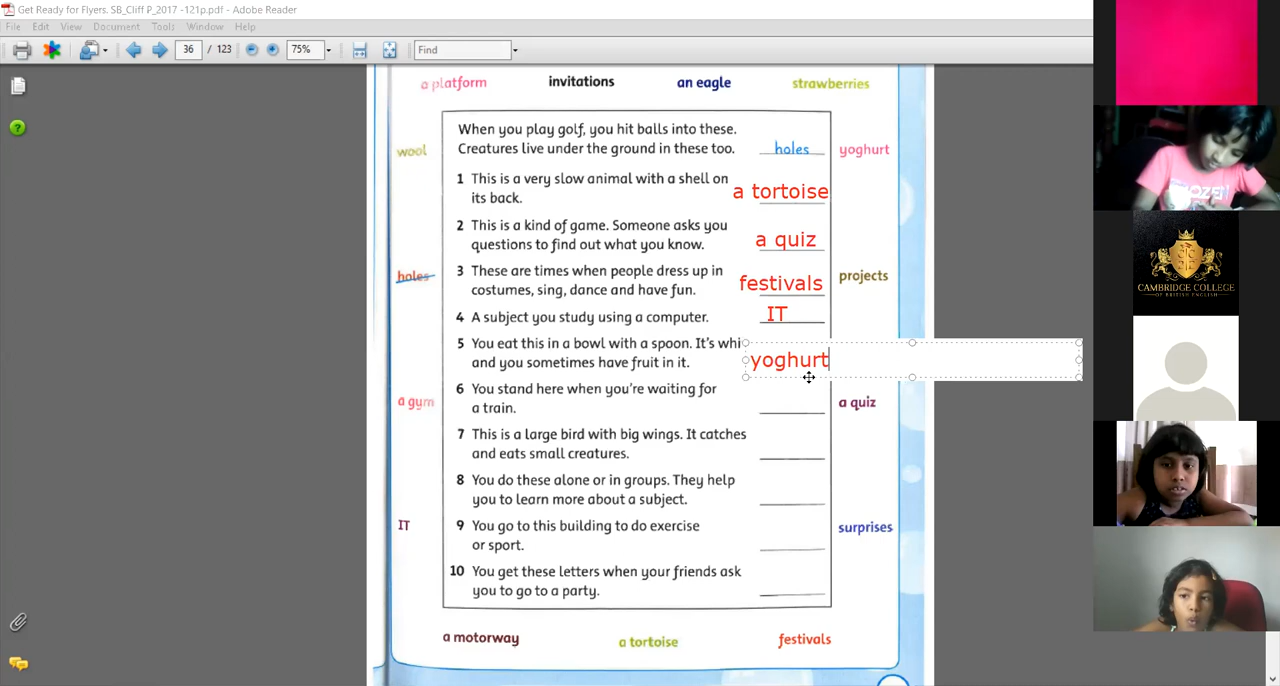 Get Ready for Flyers. SB_Cliff P_2017 -121p.pdf - Adobe Reader
File Edit View Document Tools Window Help
36 / 123 75% Find
a platform invitations an eagle strawberries
When you play golf, you hit balls into these.
Creatures live under the ground in these too. holes
wool
yoghurt
1 This is a very slow animal with a shell on
its back. a tortoise
2 This is a kind of game. Someone asks you
questions to find out what you know. a quiz
3 These are times when people dress up in
costumes, sing, dance and have fun. festivals
holes
projects
4 A subject you study using a computer. IT
5 You eat this in a bowl with a spoon. It's whi
and you sometimes have fruit in it. yoghurt
6 You stand here when you're waiting for
a train.
a gym
a quiz
7 This is a large bird with big wings. It catches
and eats small creatures.
8 You do these alone or in groups. They help
you to learn more about a subject.
9 You go to this building to do exercise
or sport.
IT
surprises
10 You get these letters when your friends ask
you to go to a party.
a motorway a tortoise festivals
CAMBRIDGE COLLEGE
OF BRITISH ENGLISH
FROZEN